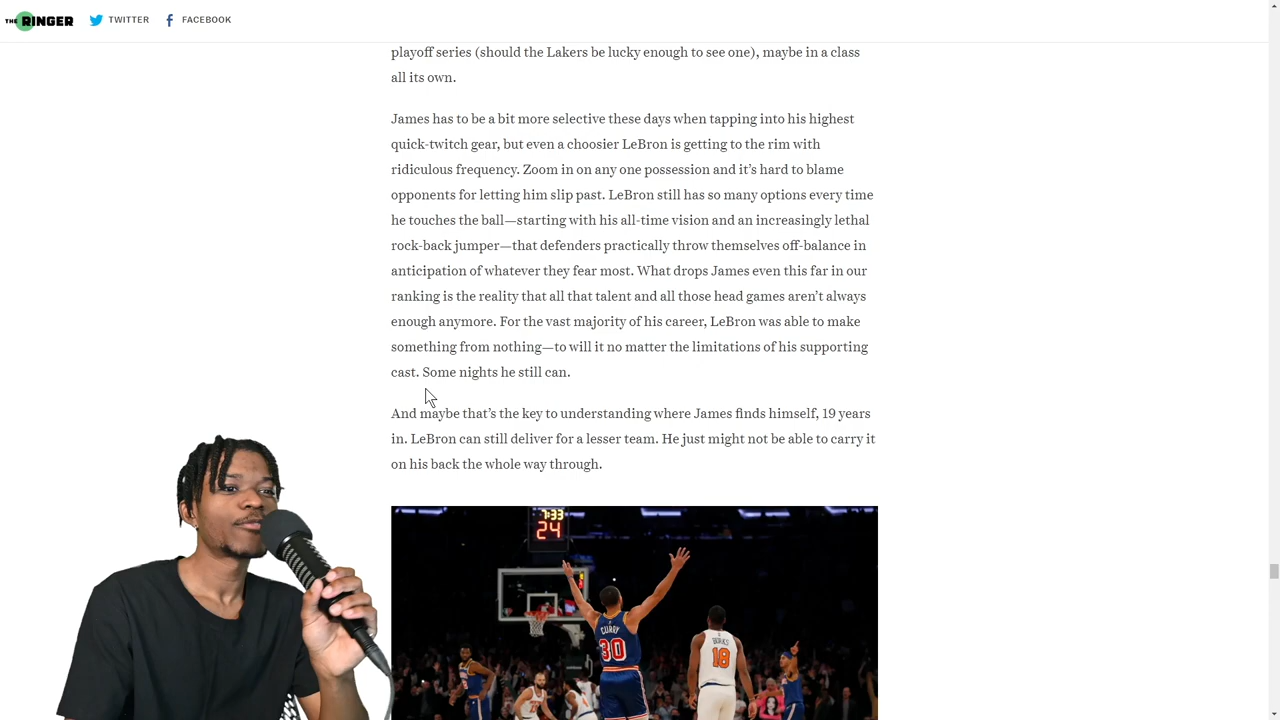 THE RINGER TWITTER FACEBOOK
playoff series (should the Lakers be lucky enough to see one), maybe in a class
all its own.
James has to be a bit more selective these days when tapping into his highest
quick-twitch gear, but even a choosier LeBron is getting to the rim with
ridiculous frequency. Zoom in on any one possession and it’s hard to blame
opponents for letting him slip past. LeBron still has so many options every time
he touches the ball—starting with his all-time vision and an increasingly lethal
rock-back jumper—that defenders practically throw themselves off-balance in
anticipation of whatever they fear most. What drops James even this far in our
ranking is the reality that all that talent and all those head games aren’t always
enough anymore. For the vast majority of his career, LeBron was able to make
something from nothing—to will it no matter the limitations of his supporting
cast. Some nights he still can.
And maybe that’s the key to understanding where James finds himself, 19 years
in. LeBron can still deliver for a lesser team. He just might not be able to carry it
on his back the whole way through.
7:33
24
CURRY
30
BURKS
18